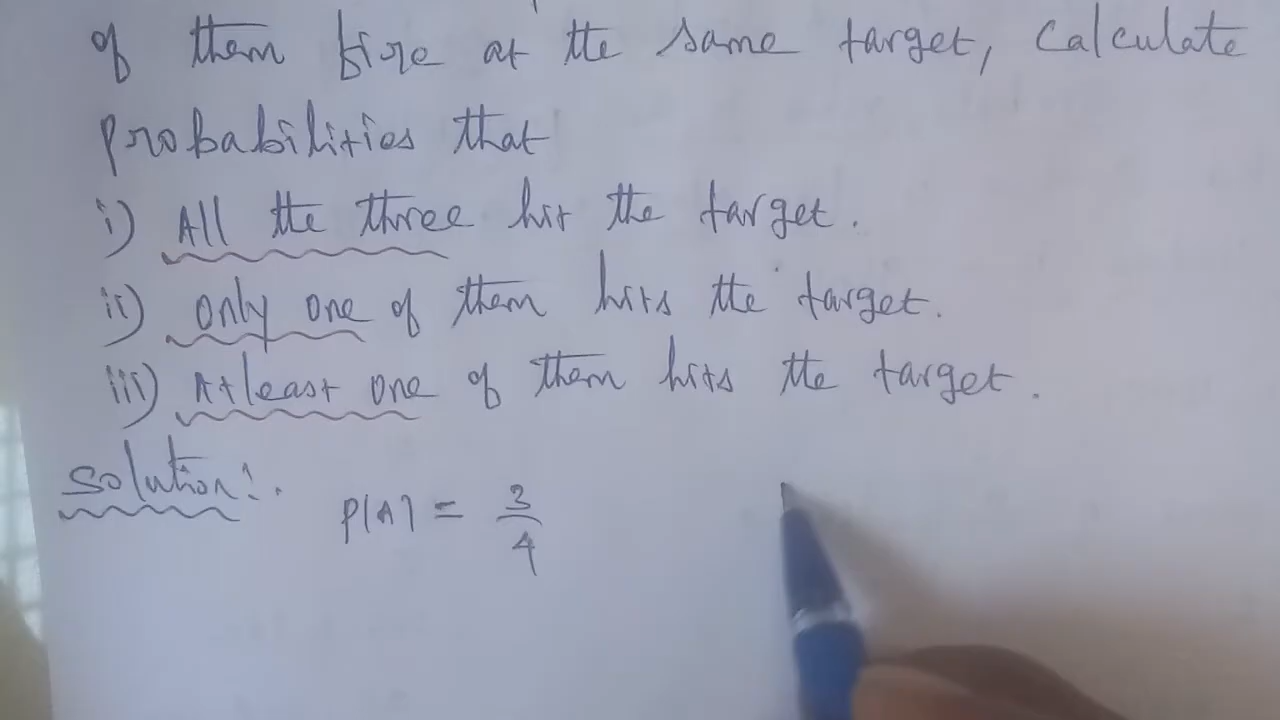 of them fire at the same target, Calculate
probabilities that
i) All the three hit the target.
ii) only one of them hits the target.
iii) Atleast one of them hits the target.
Solution:.
P(A) = 3/4